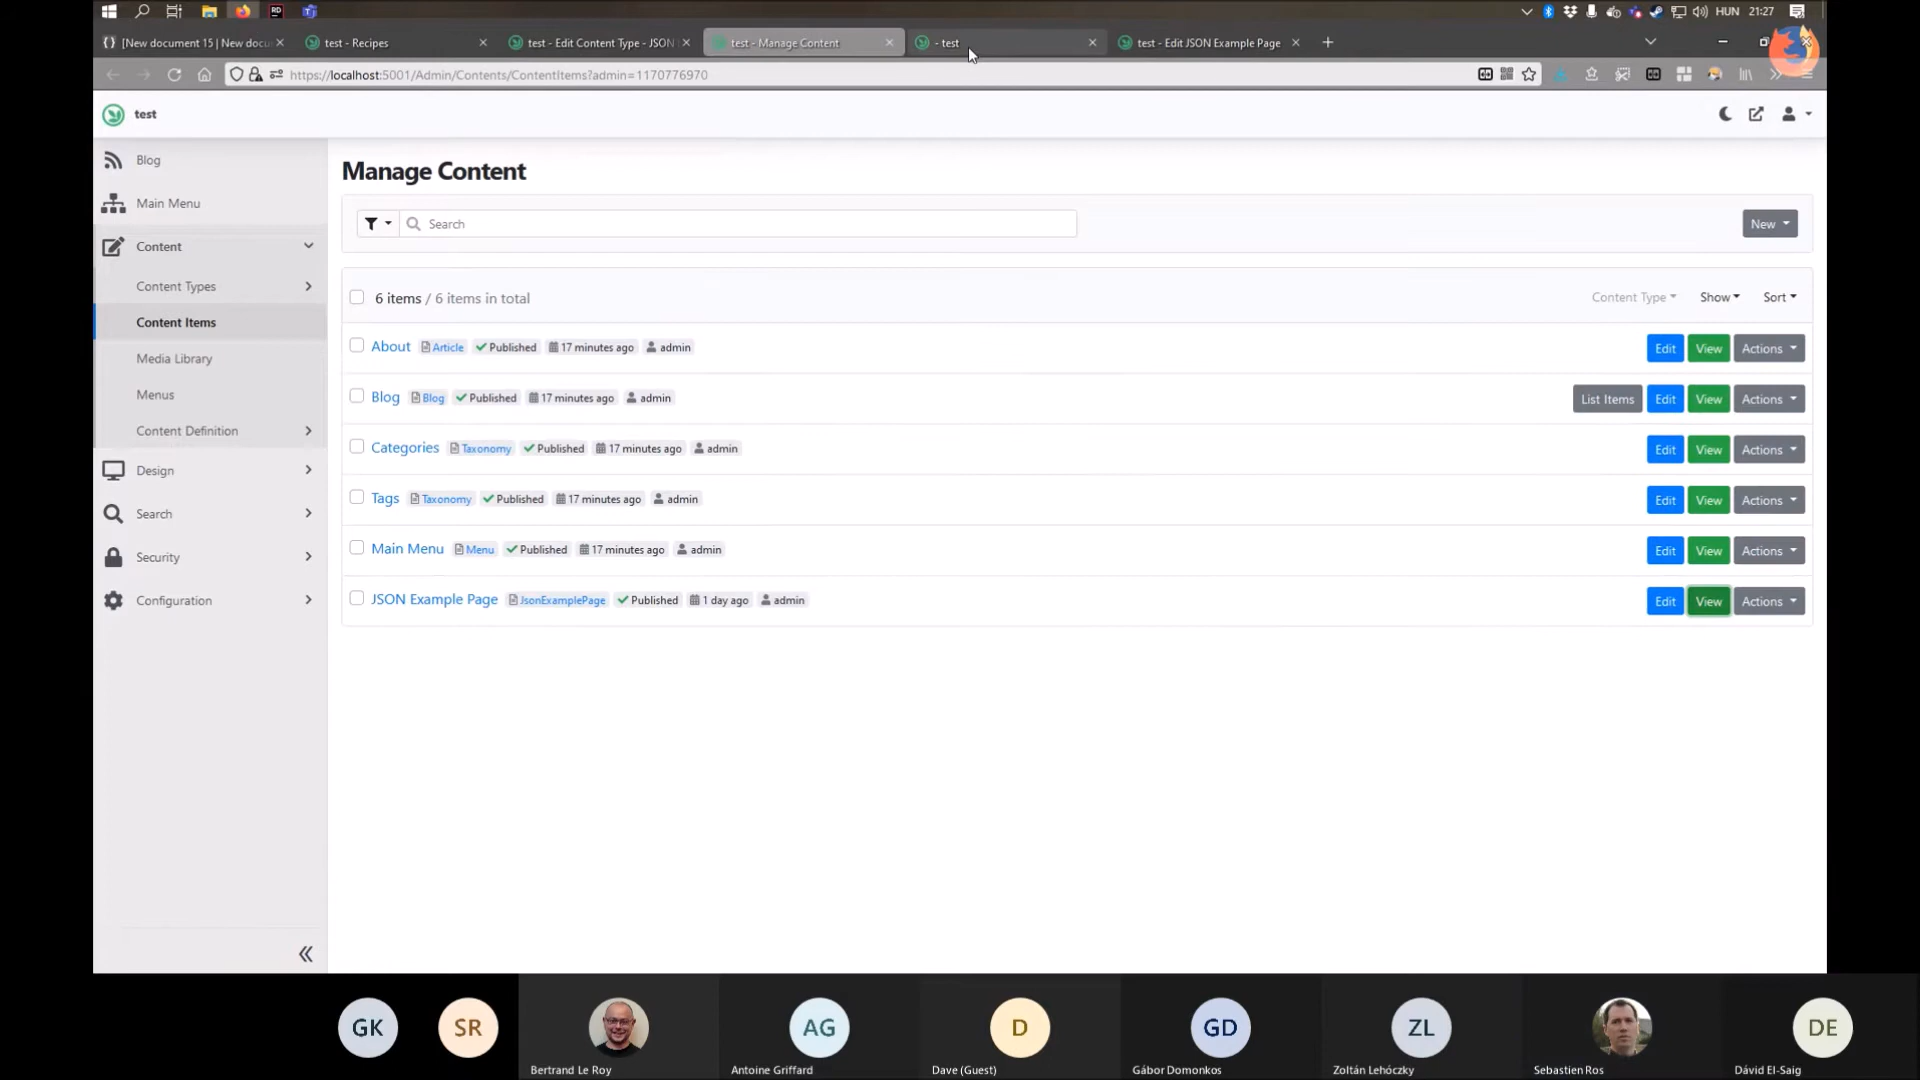 HUN 21:27
[New document 15 | New docu
test - Recipes
test - Edit Content Type - JSON
test - Manage Content
- test
test - Edit JSON Example Page
https://localhost:5001/Admin/Contents/ContentItems?admin=1170776970
test
Blog
Main Menu
Content
Content Types
Content Items
Media Library
Menus
Content Definition
Design
Search
Security
Configuration
Manage Content
Search
New
6 items / 6 items in total
Content Type
Show
Sort
About Article Published 17 minutes ago admin
Edit View Actions
Blog Blog Published 17 minutes ago admin
List Items Edit View Actions
Categories Taxonomy Published 17 minutes ago admin
Edit View Actions
Tags Taxonomy Published 17 minutes ago admin
Edit View Actions
Main Menu Menu Published 17 minutes ago admin
Edit View Actions
JSON Example Page JsonExamplePage Published 1 day ago admin
Edit View Actions
GK
SR
Bertrand Le Roy
AG
Antoine Griffard
D
Dave (Guest)
GD
Gábor Domonkos
ZL
Zoltán Lehóczky
Sebastien Ros
DE
Dávid El-Saig